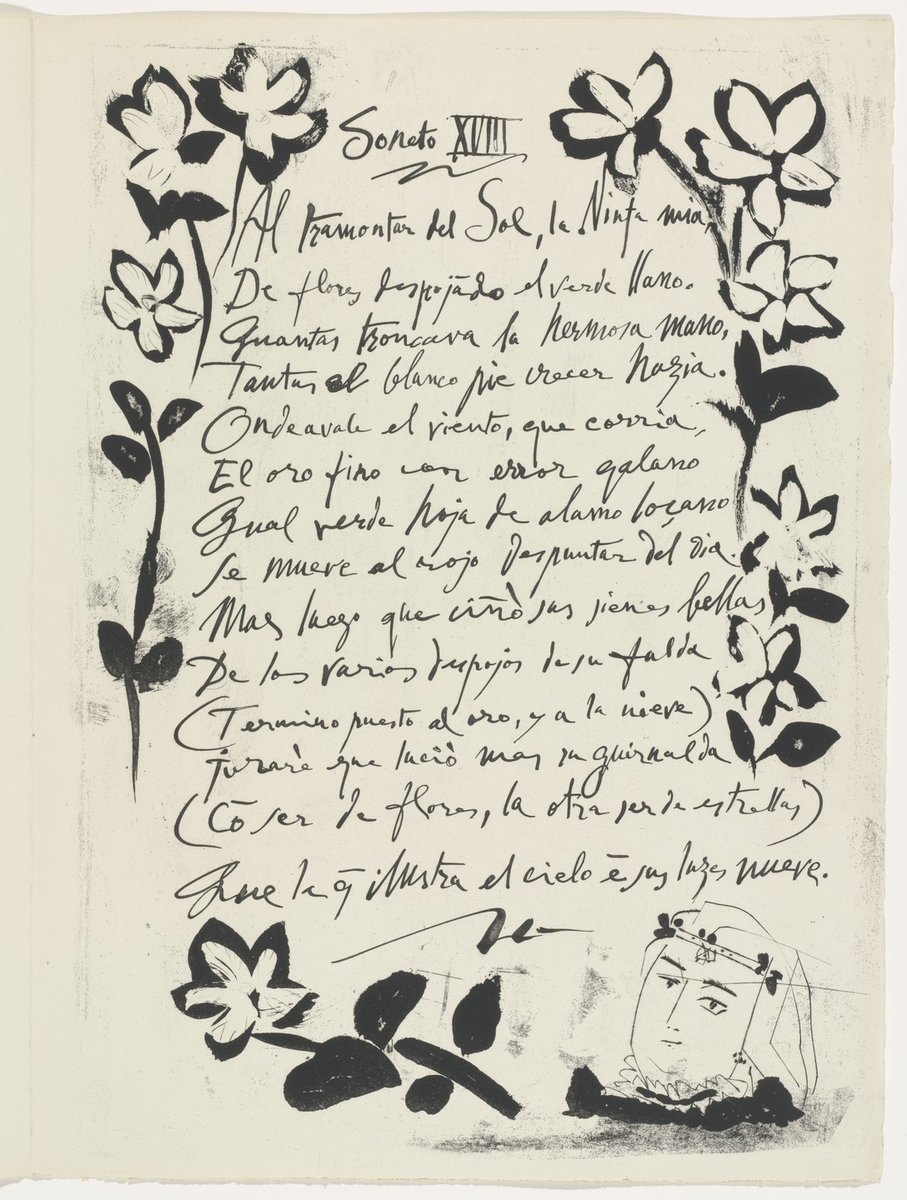 Soneto XVIII
Al tramontar del Sol, la Ninfa mia,
De flores despojādo el verde llano.
Quantas troncava la hermosa mano,
Tantas el blanco pie crecer hazia.
Ondeavale el viento, que corria,
El oro fino con error galano
Qual verde hoja de alamo loçano
Se mueve al rojo despuntar del dia.
Mas luego que ciñò sus sienes bellas
De los varios despojos de su falda
(Termino puesto al oro, y a la nieve)
jurarè que luciò mas su guirnalda
(Cō ser de flores, la otra ser de estrellas)
Que la q̄ illustra el cielo ē sus luzes nueve.